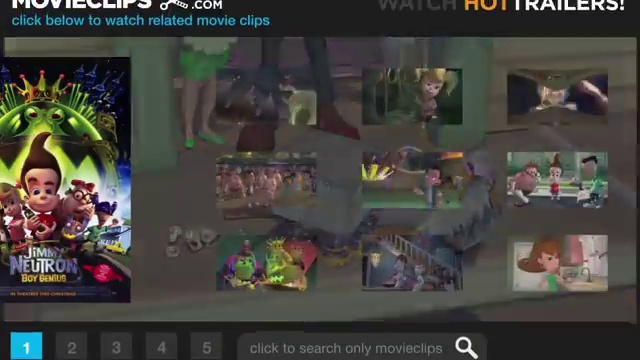 MOVIECLIPS.COM
WATCH HOT TRAILERS!
click below to watch related movie clips
JIMMY
NEUTRON
BOY GENIUS
IN THEATRES THIS CHRISTMAS
1 2 3 4 5
click to search only movieclips